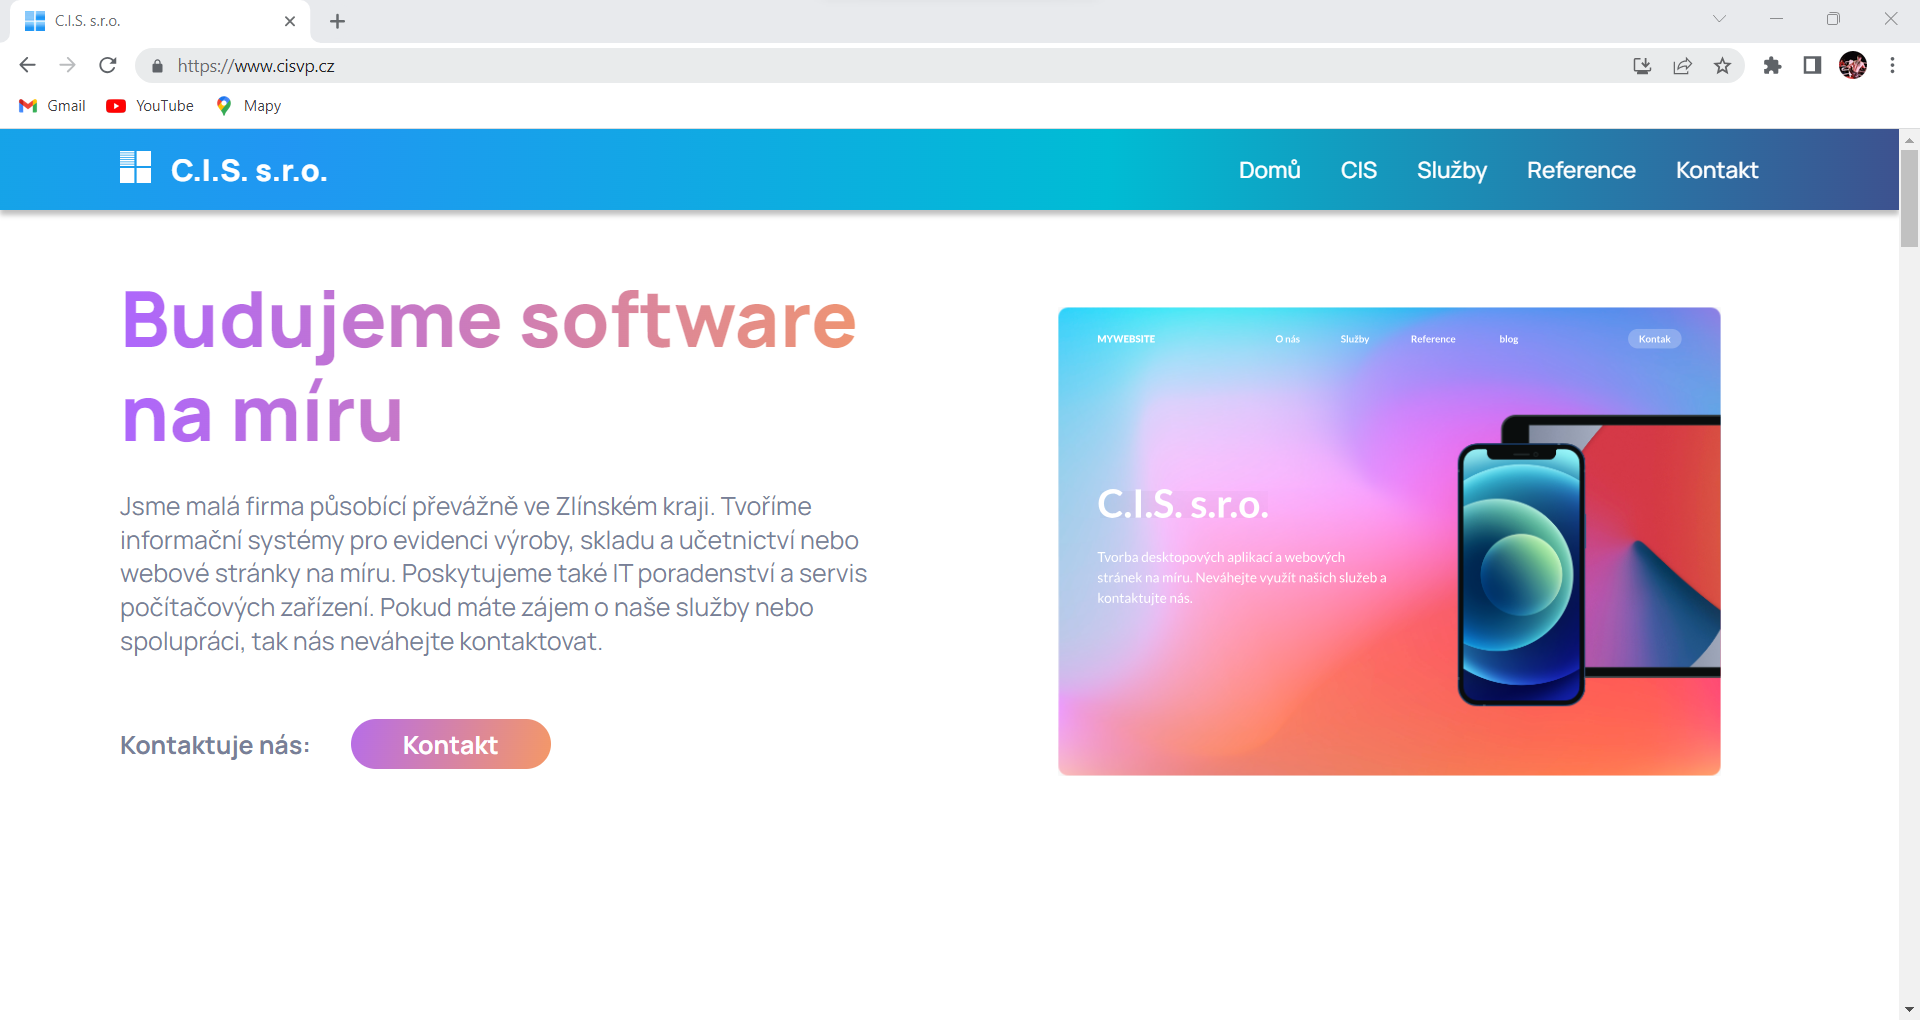 C.I.S. s.r.o.
https://www.cisvp.cz
Gmail YouTube Mapy
C.I.S. s.r.o.
Domů CIS Služby Reference Kontakt
Budujeme software
na míru
Jsme malá firma působící převážně ve Zlínském kraji. Tvoříme
informační systémy pro evidenci výroby, skladu a učetnictví nebo
webové stránky na míru. Poskytujeme také IT poradenství a servis
počítačových zařízení. Pokud máte zájem o naše služby nebo
spolupráci, tak nás neváhejte kontaktovat.
Kontaktuje nás: Kontakt
MYWEBSITE O nás Služby Reference blog Kontak
C.I.S. s.r.o.
Tvorba desktopových aplikací a webových
stránek na míru. Neváhejte využít našich služeb a
kontaktujte nás.